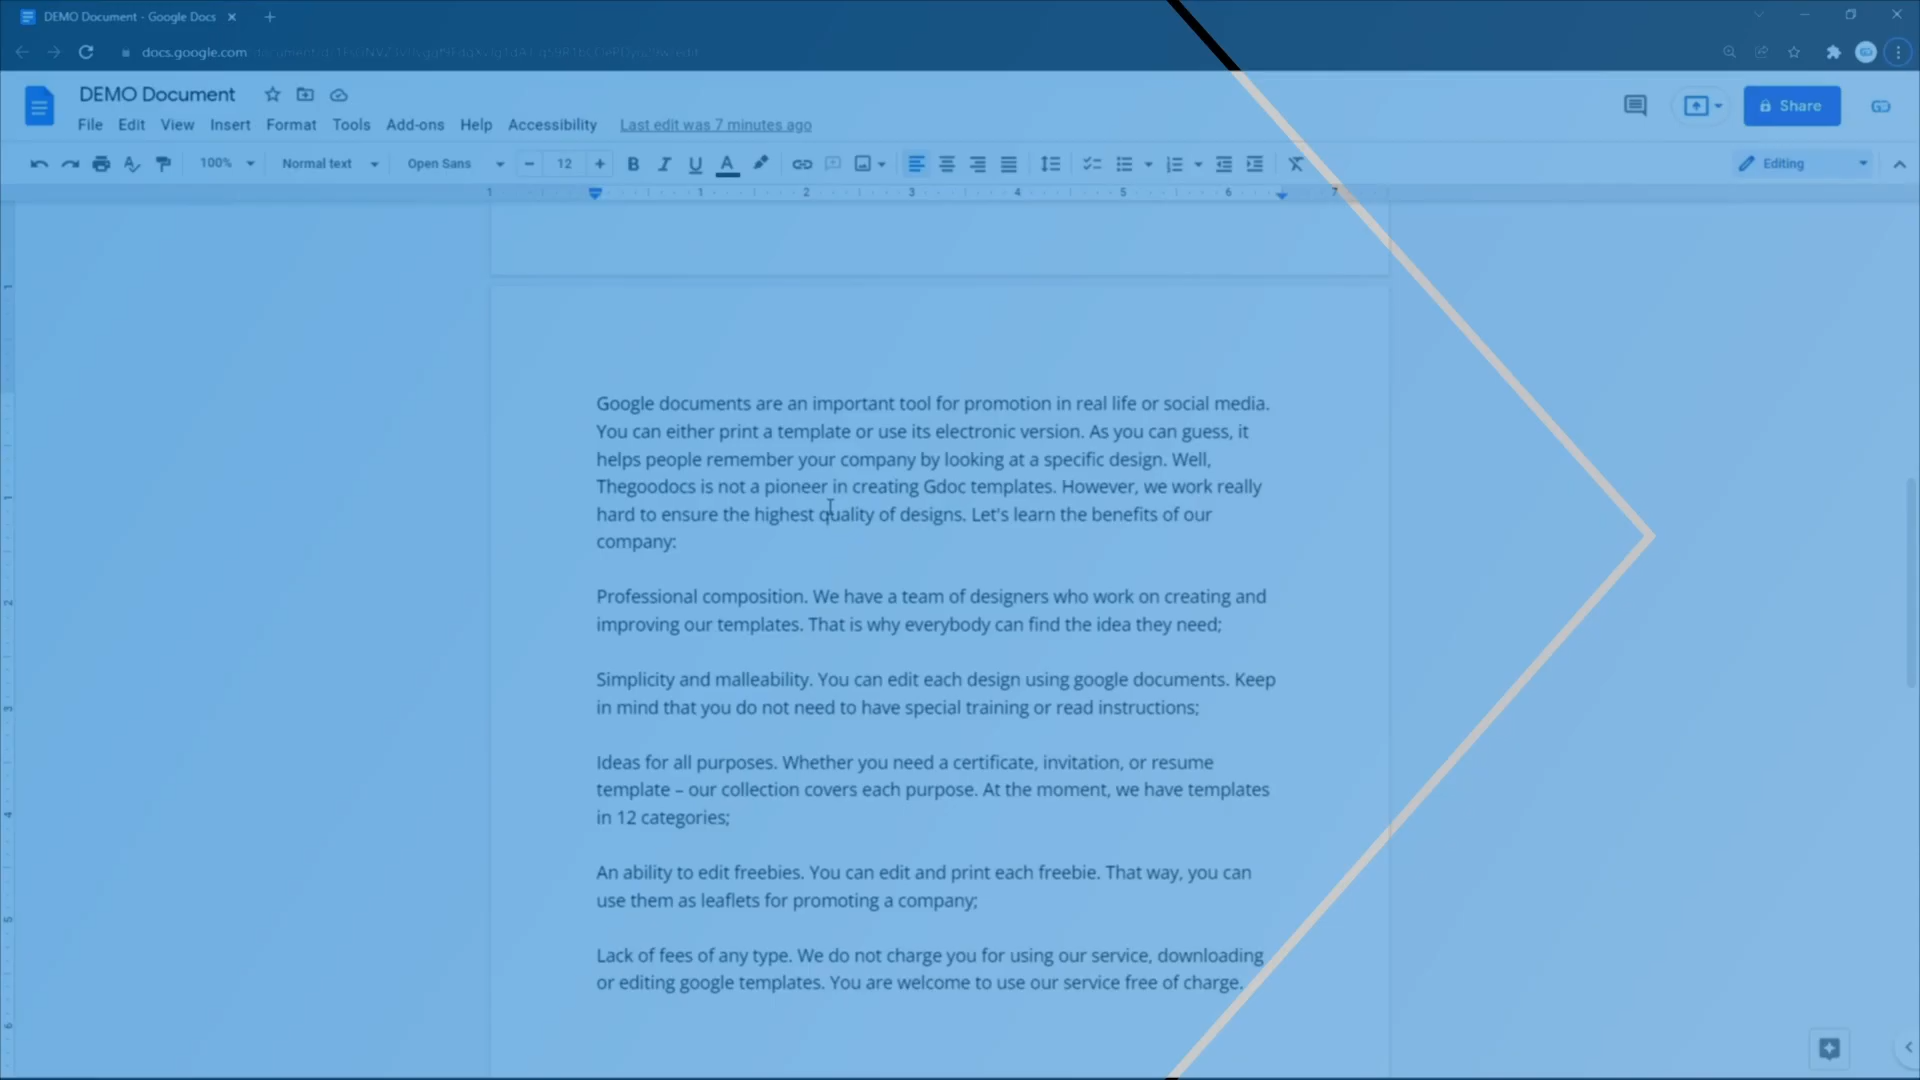 DEMO Document - Google Docs
docs.google.com
DEMO Document
File Edit View Insert Format Tools Add-ons Help Accessibility Last edit was 7 minutes ago
Share
100% Normal text Open Sans 12 B I U A Editing
1 1 2 3 4 5 6 7
Google documents are an important tool for promotion in real life or social media.
You can either print a template or use its electronic version. As you can guess, it
helps people remember your company by looking at a specific design. Well,
Thegoodocs is not a pioneer in creating Gdoc templates. However, we work really
hard to ensure the highest quality of designs. Let's learn the benefits of our
company:
Professional composition. We have a team of designers who work on creating and
improving our templates. That is why everybody can find the idea they need;
Simplicity and malleability. You can edit each design using google documents. Keep
in mind that you do not need to have special training or read instructions;
Ideas for all purposes. Whether you need a certificate, invitation, or resume
template – our collection covers each purpose. At the moment, we have templates
in 12 categories;
An ability to edit freebies. You can edit and print each freebie. That way, you can
use them as leaflets for promoting a company;
Lack of fees of any type. We do not charge you for using our service, downloading
or editing google templates. You are welcome to use our service free of charge.